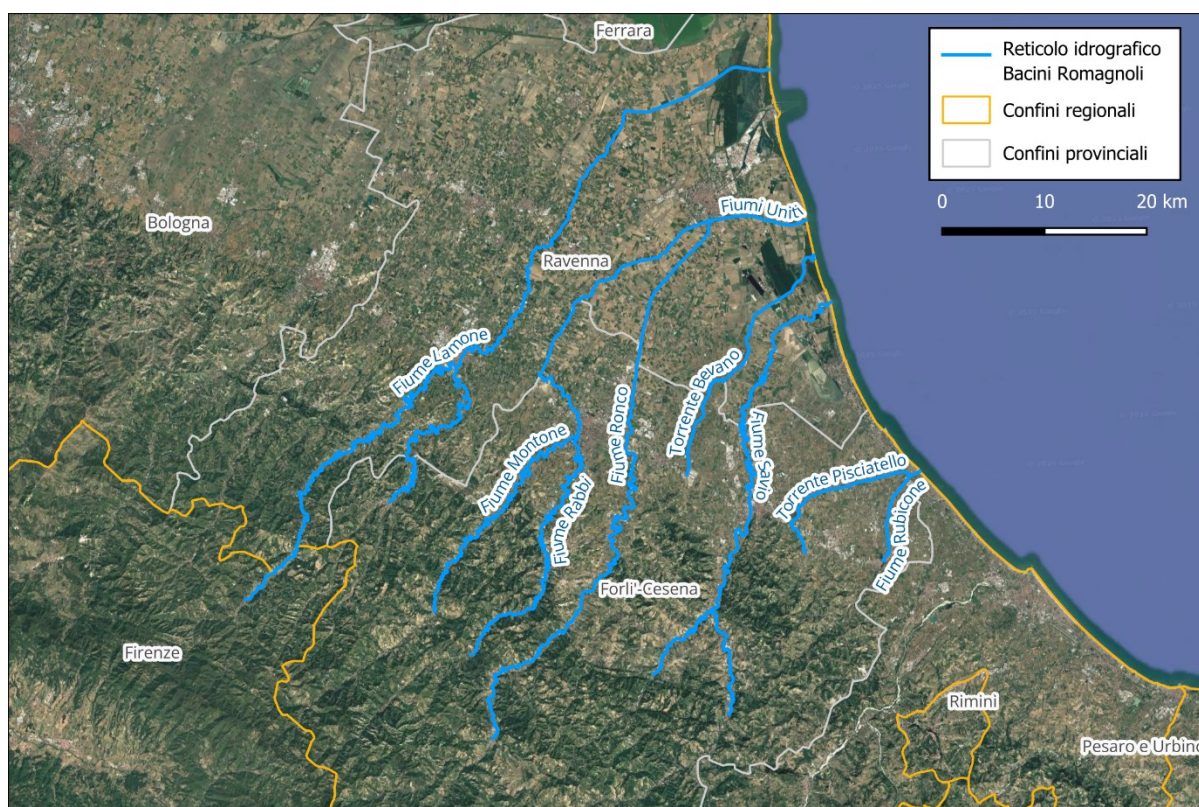 Ferrara
Reticolo idrografico
Bacini Romagnoli
Confini regionali
Confini provinciali
0 10 20 km
Bologna
Fiumi Uniti
Ravenna
Fiume Lamone
Torrente Bevano
Fiume Ronco
Fiume Savio
Fiume Montone
Fiume Rabbi
Torrente Pisciatello
Fiume Rubicone
Forli'-Cesena
Firenze
Rimini
Pesaro e Urbino